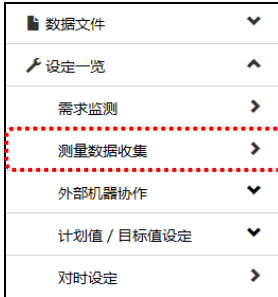 数据文件
设定一览
需求监测
测量数据收集
外部机器协作
计划值 / 目标值设定
对时设定